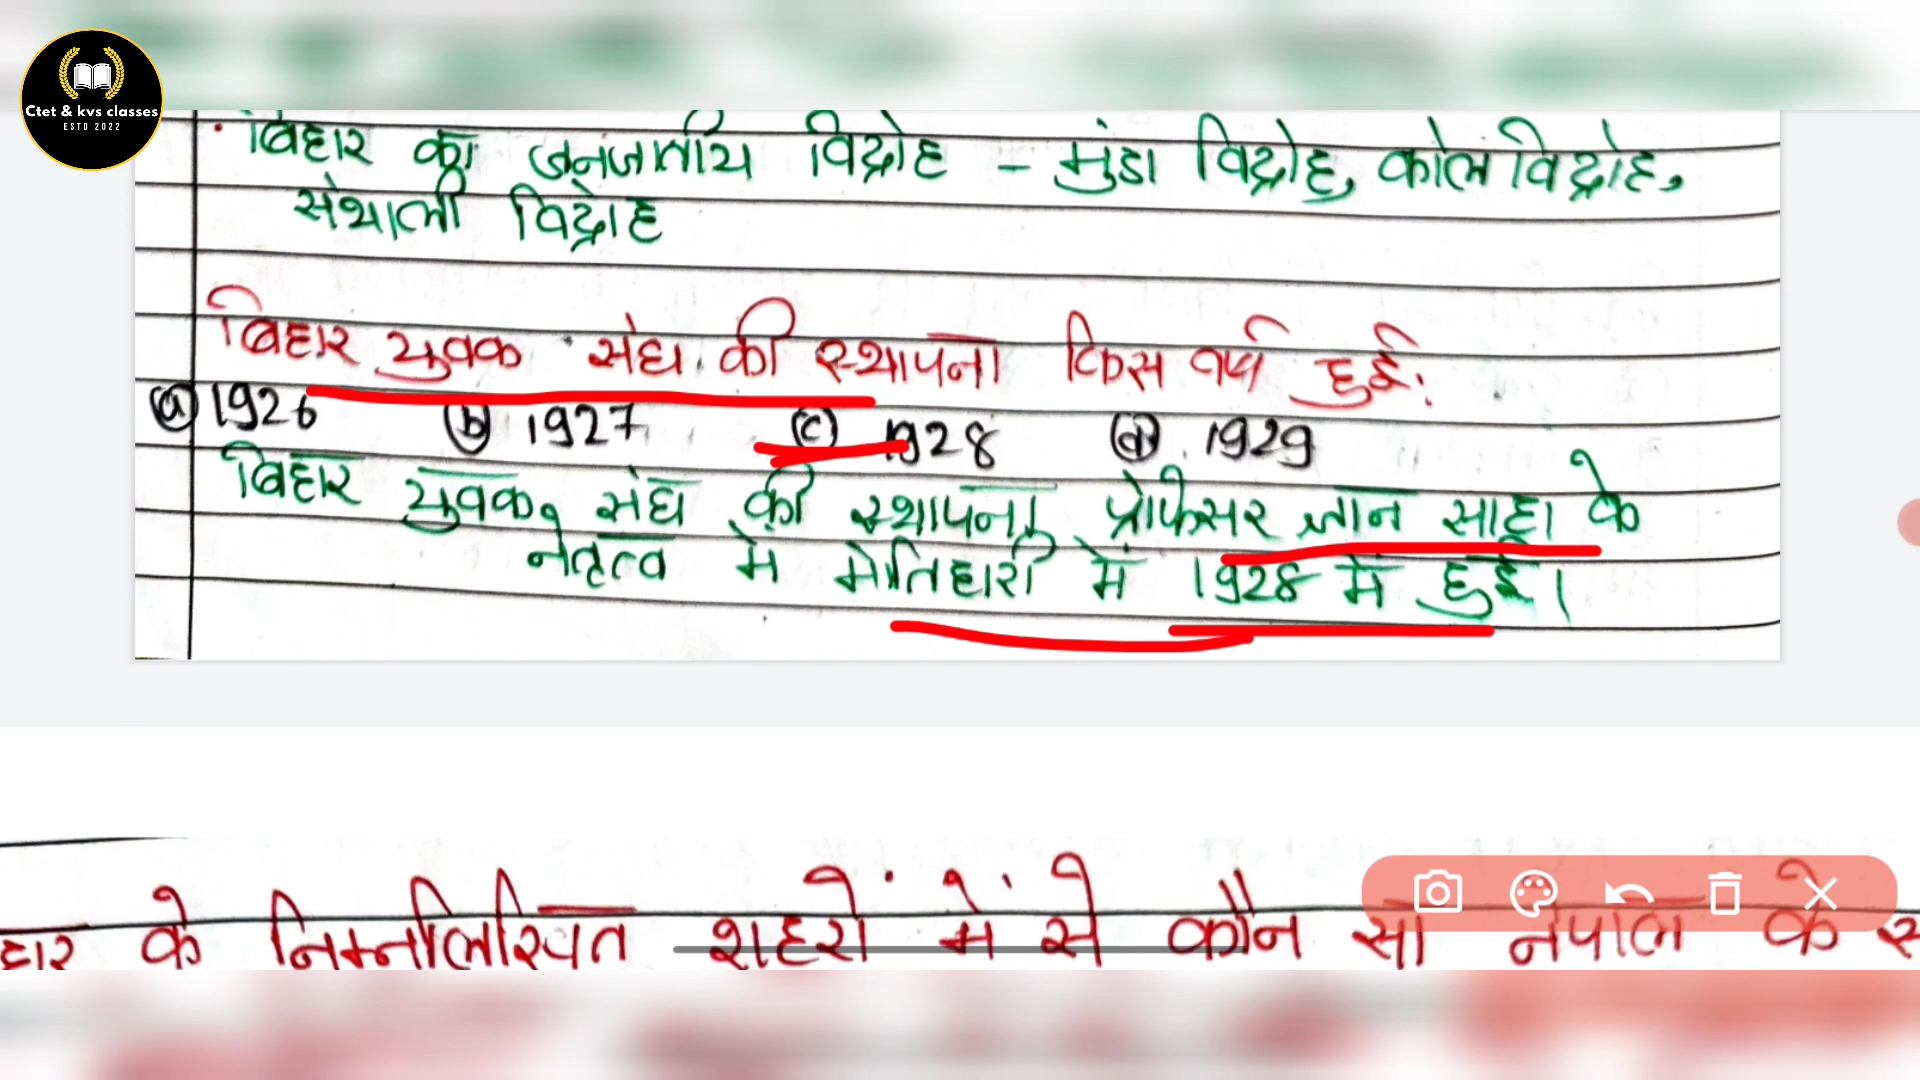 Ctet & kvs classes
ESTD 2022
• बिहार का जनजातीय विद्रोह – मुंडा विद्रोह, कोल विद्रोह,
संथाली विद्रोह
बिहार युवक संघ की स्थापना किस वर्ष हुई:
(a) 1926 (b) 1927 (c) 1928 (d) 1929
बिहार युवक संघ की स्थापना प्रोफेसर ज्ञान साहा के
नेतृत्व में मोतिहारी में 1928 में हुई।
के निम्नलिखित शहरों में से कौन सा नेपाल के